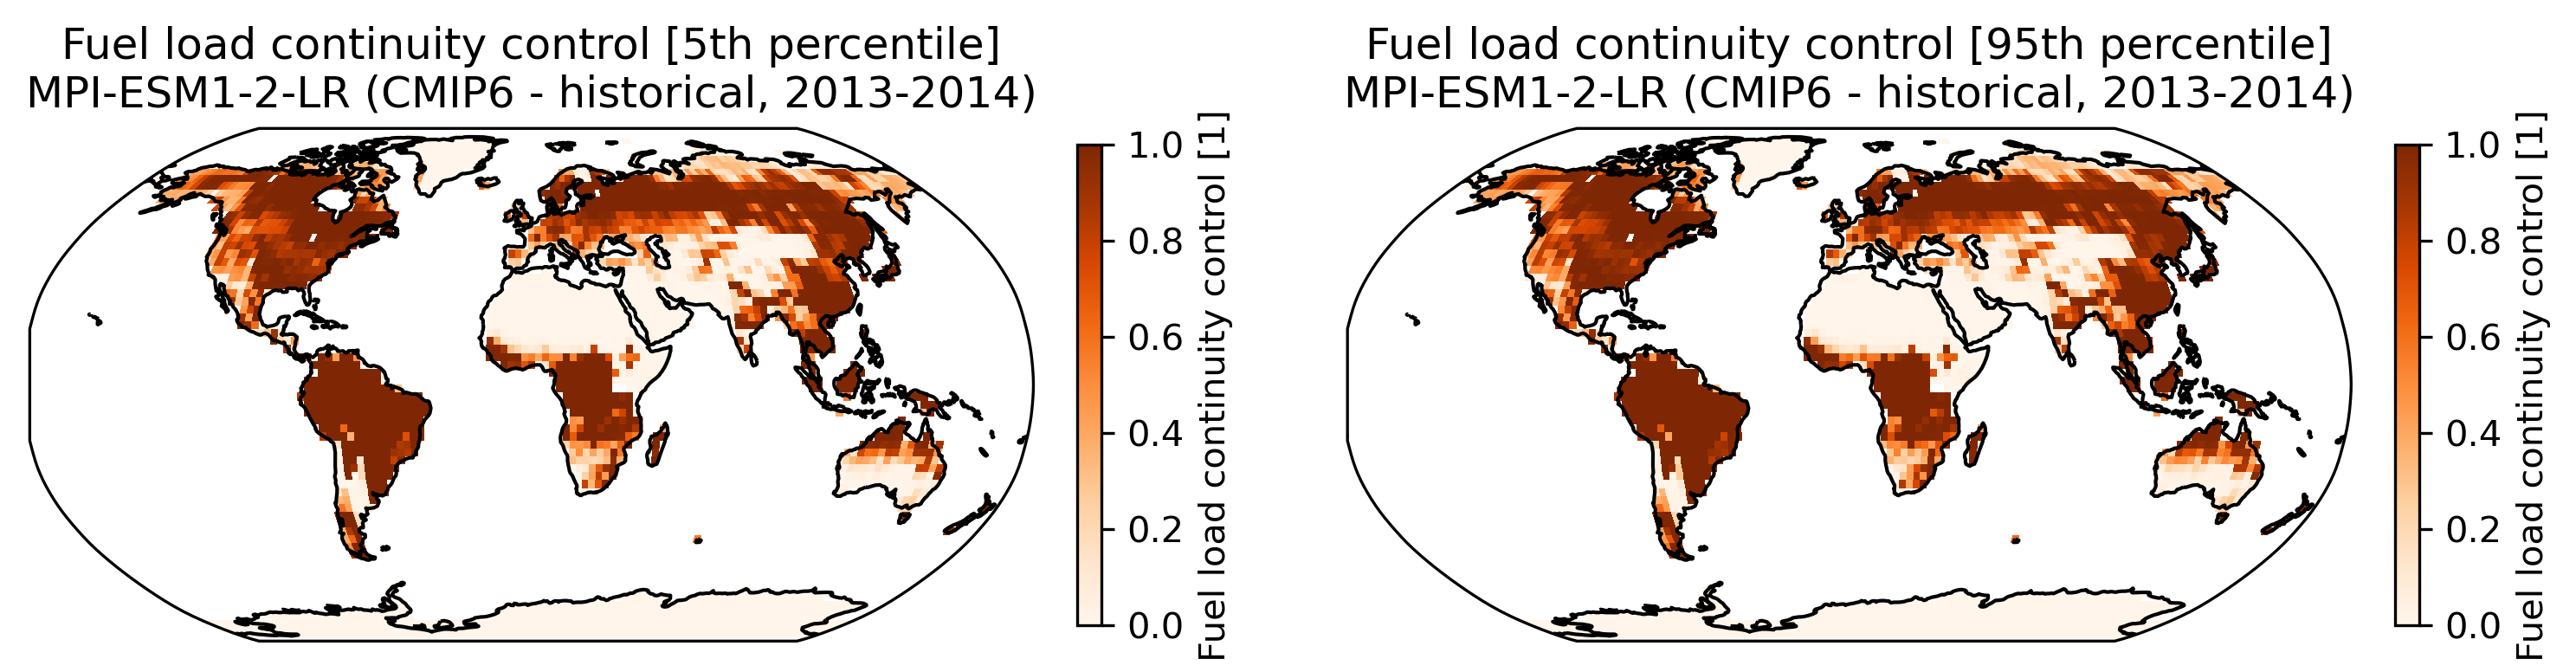 Fuel load continuity control [5th percentile]
MPI-ESM1-2-LR (CMIP6 - historical, 2013-2014)
1.0
0.8
0.6
0.4
0.2
0.0
Fuel load continuity control [1]
Fuel load continuity control [95th percentile]
MPI-ESM1-2-LR (CMIP6 - historical, 2013-2014)
1.0
0.8
0.6
0.4
0.2
0.0
Fuel load continuity control [1]